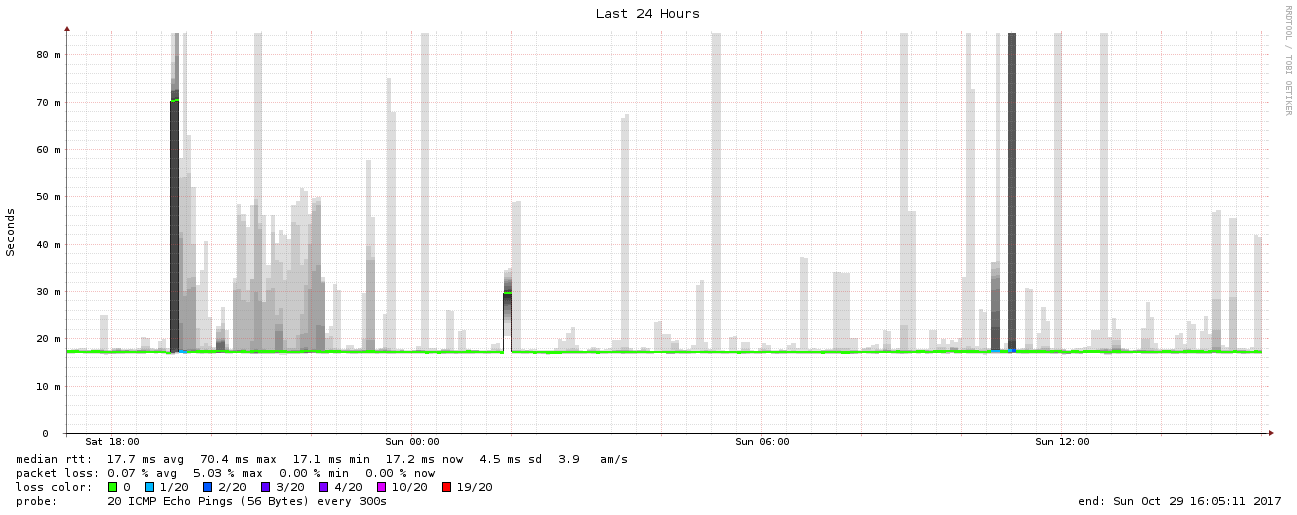 Last 24 Hours
RRDTOOL / TOBI OETIKER
Seconds
80 m
70 m
60 m
50 m
40 m
30 m
20 m
10 m
0
Sat 18:00 Sun 00:00 Sun 06:00 Sun 12:00
median rtt: 17.7 ms avg 70.4 ms max 17.1 ms min 17.2 ms now 4.5 ms sd 3.9 am/s
packet loss: 0.07 % avg 5.03 % max 0.00 % min 0.00 % now
loss color: 0 1/20 2/20 3/20 4/20 10/20 19/20
probe: 20 ICMP Echo Pings (56 Bytes) every 300s end: Sun Oct 29 16:05:11 2017